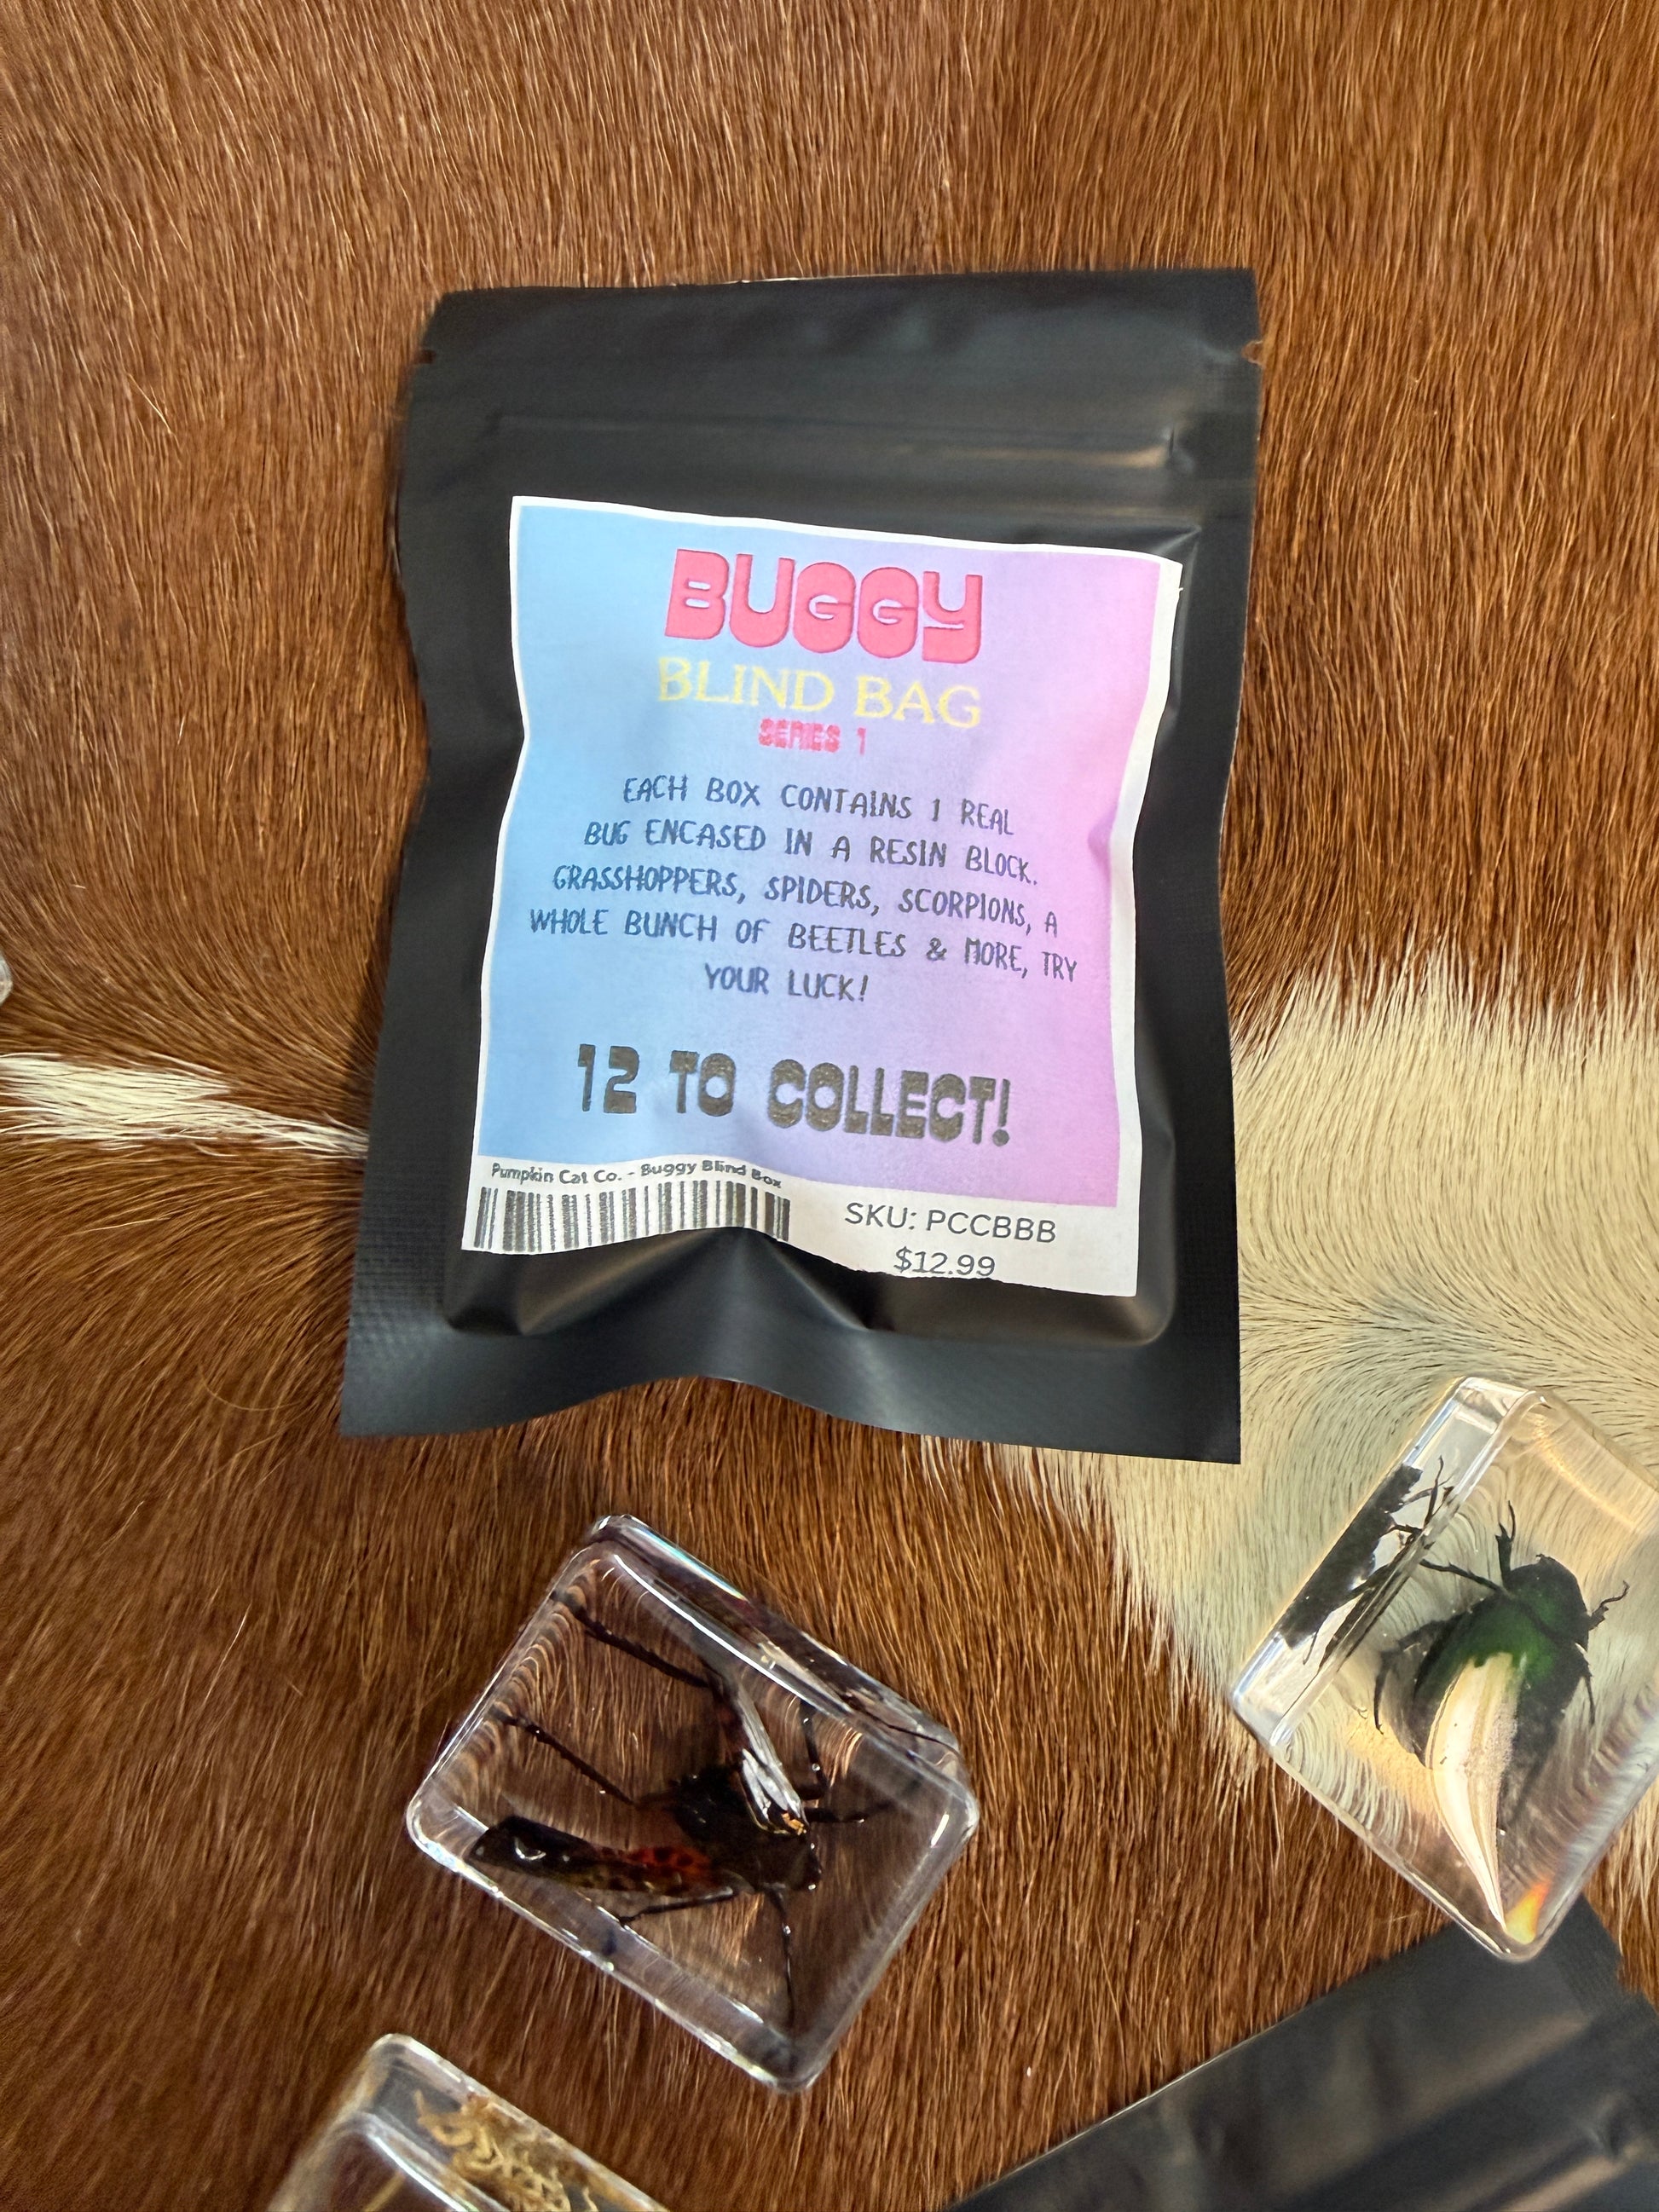 BUGGY
BLIND BAG
SERIES 1
EACH BOX CONTAINS 1 REAL
BUG ENCASED IN A RESIN BLOCK.
GRASSHOPPERS, SPIDERS, SCORPIONS, A
WHOLE BUNCH OF BEETLES & MORE, TRY
YOUR LUCK!
12 TO COLLECT!
Pumpkin Cat Co. - Buggy Blind Box
SKU: PCCBBB
$12.99